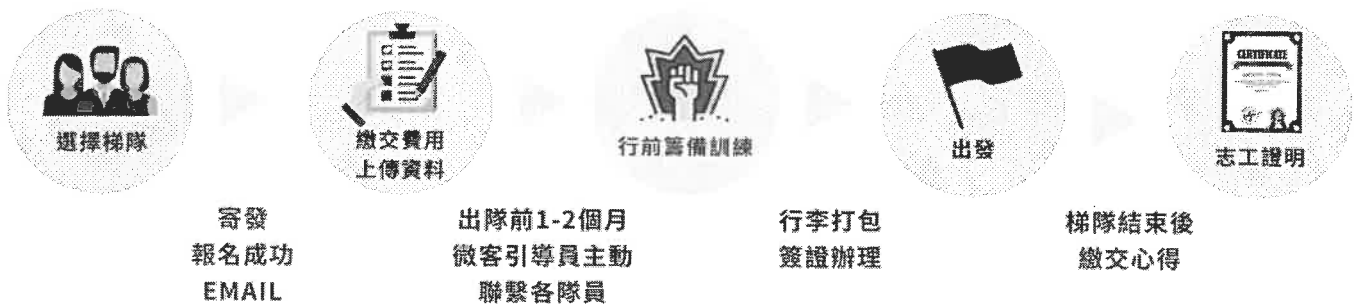 選擇梯隊
繳交費用
上傳資料
行前籌備訓練
出發
CERTIFICATE
志工證明
寄發
報名成功
EMAIL
出隊前1-2個月
微客引導員主動
聯繫各隊員
行李打包
簽證辦理
梯隊結束後
繳交心得